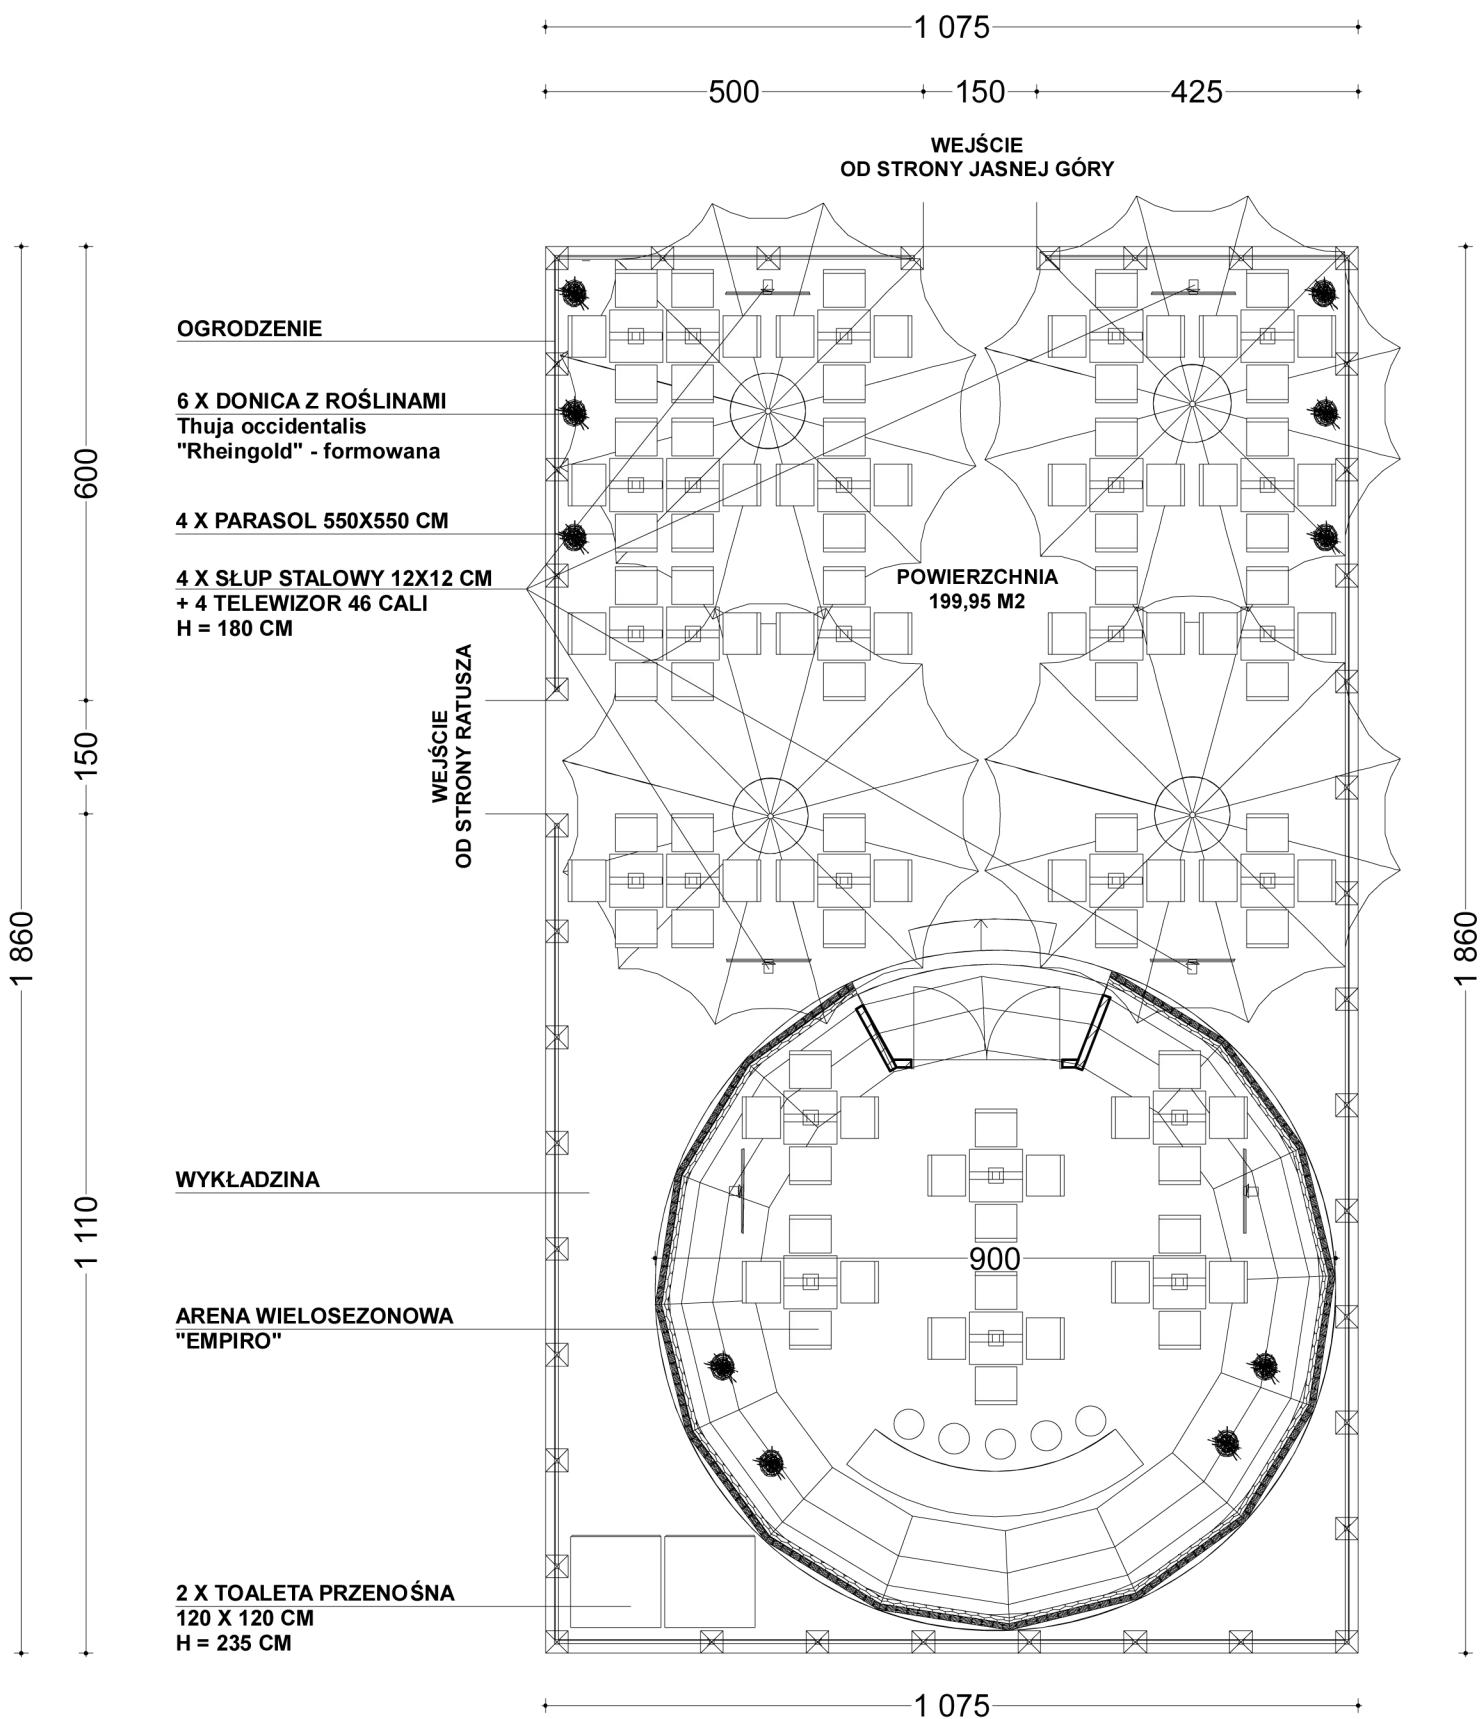 1 075
500
150
425
WEJŚCIE
OD STRONY JASNEJ GÓRY
OGRODZENIE
6 X DONICA Z ROŚLINAMI
Thuja occidentalis
"Rheingold" - formowana
4 X PARASOL 550X550 CM
4 X SŁUP STALOWY 12X12 CM
+ 4 TELEWIZOR 46 CALI
H = 180 CM
POWIERZCHNIA
199,95 M2
WEJŚCIE
OD STRONY RATUSZA
600
150
1 110
1 860
1 860
WYKŁADZINA
900
ARENA WIELOSEZONOWA
"EMPIRO"
2 X TOALETA PRZENOŚNA
120 X 120 CM
H = 235 CM
1 075